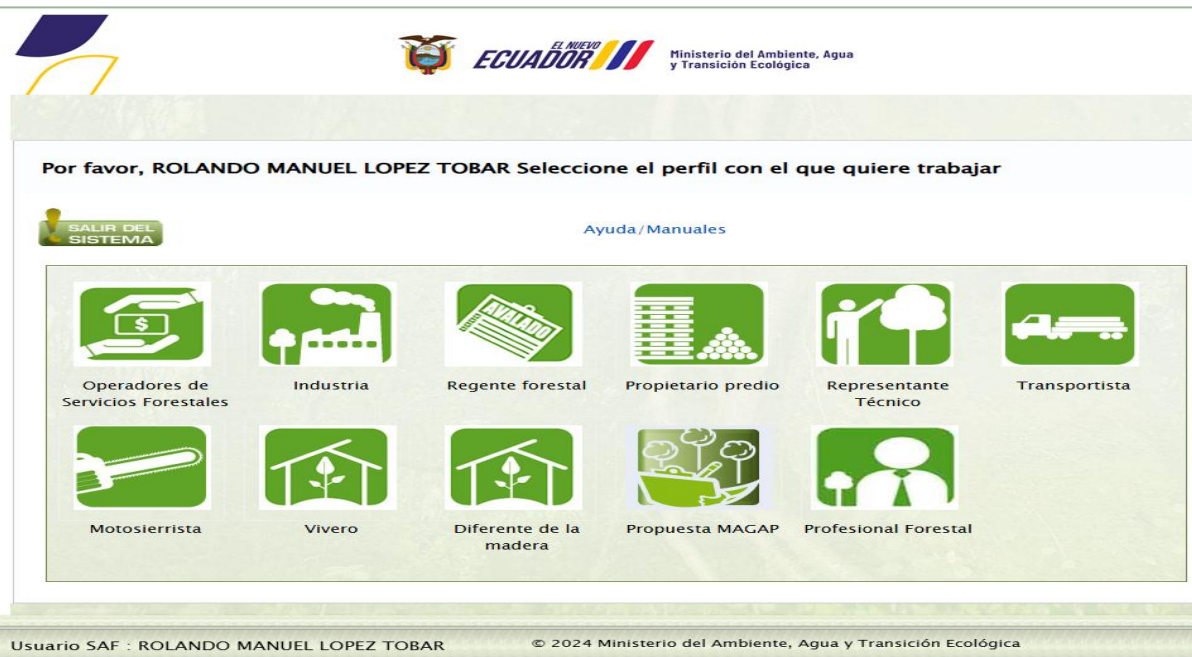 EL NUEVO
ECUADOR
Ministerio del Ambiente, Agua
y Transición Ecológica
Por favor, ROLANDO MANUEL LOPEZ TOBAR Seleccione el perfil con el que quiere trabajar
SALIR DEL
SISTEMA
Ayuda/Manuales
$
AVALADO
Operadores de
Servicios Forestales
Industria
Regente forestal
Propietario predio
Representante
Técnico
Transportista
Motosierrista
Vivero
Diferente de la
madera
Propuesta MAGAP
Profesional Forestal
Usuario SAF : ROLANDO MANUEL LOPEZ TOBAR
© 2024 Ministerio del Ambiente, Agua y Transición Ecológica